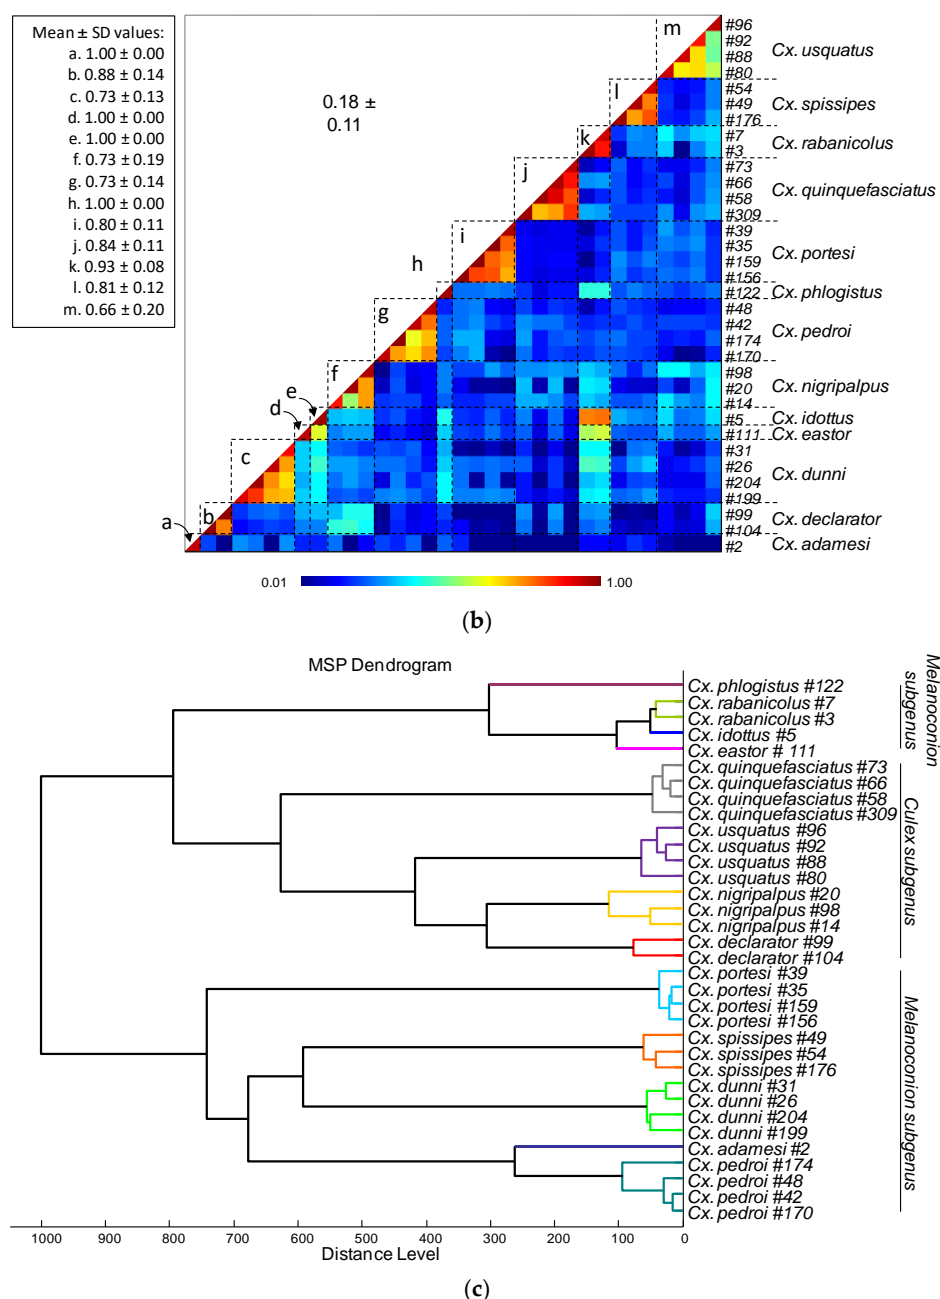 Mean ± SD values:
a. 1.00 ± 0.00
b. 0.88 ± 0.14
c. 0.73 ± 0.13
d. 1.00 ± 0.00
e. 1.00 ± 0.00
f. 0.73 ± 0.19
g. 0.73 ± 0.14
h. 1.00 ± 0.00
i. 0.80 ± 0.11
j. 0.84 ± 0.11
k. 0.93 ± 0.08
l. 0.81 ± 0.12
m. 0.66 ± 0.20
0.18 ±
0.11
m
l
k
j
i
h
g
f
e
d
c
b
a
#96
#92
#88
#80
#54
#49
#176
#7
#3
#73
#66
#58
#309
#39
#35
#159
#156
#122
#48
#42
#174
#170
#98
#20
#14
#5
#111
#31
#26
#204
#199
#99
#104
#2
Cx. usquatus
Cx. spissipes
Cx. rabanicolus
Cx. quinquefasciatus
Cx. portesi
Cx. phlogistus
Cx. pedroi
Cx. nigripalpus
Cx. idottus
Cx. eastor
Cx. dunni
Cx. declarator
Cx. adamesi
0.01
1.00
(b)
MSP Dendrogram
Cx. phlogistus #122
Cx. rabanicolus #7
Cx. rabanicolus #3
Cx. idottus #5
Cx. eastor # 111
Cx. quinquefasciatus #73
Cx. quinquefasciatus #66
Cx. quinquefasciatus #58
Cx. quinquefasciatus #309
Cx. usquatus #96
Cx. usquatus #92
Cx. usquatus #88
Cx. usquatus #80
Cx. nigripalpus #20
Cx. nigripalpus #98
Cx. nigripalpus #14
Cx. declarator #99
Cx. declarator #104
Cx. portesi #39
Cx. portesi #35
Cx. portesi #159
Cx. portesi #156
Cx. spissipes #49
Cx. spissipes #54
Cx. spissipes #176
Cx. dunni #31
Cx. dunni #26
Cx. dunni #204
Cx. dunni #199
Cx. adamesi #2
Cx. pedroi #174
Cx. pedroi #48
Cx. pedroi #42
Cx. pedroi #170
Melanoconion
subgenus
Culex subgenus
Melanoconion subgenus
1000 900 800 700 600 500 400 300 200 100 0
Distance Level
(c)